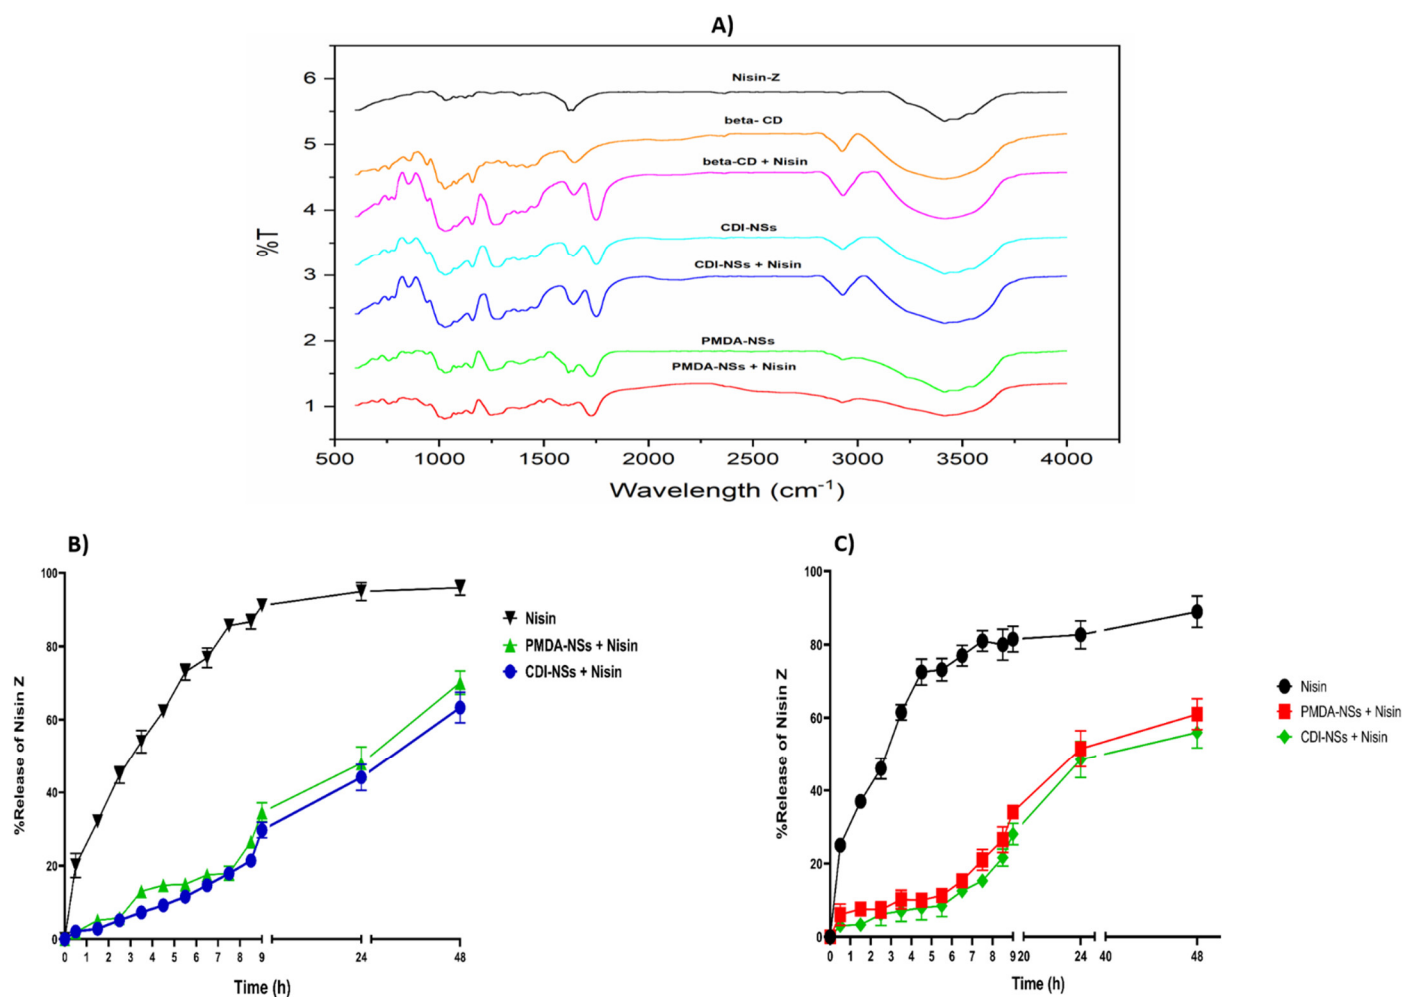 A)
6
5
4
3
2
1
%T
Nisin-Z
beta- CD
beta-CD + Nisin
CDI-NSs
CDI-NSs + Nisin
PMDA-NSs
PMDA-NSs + Nisin
500 1000 1500 2000 2500 3000 3500 4000
Wavelength (cm⁻¹)
B)
100
80
60
40
20
0
%Release of Nisin Z
0 1 2 3 4 5 6 7 8 9 24 48
Time (h)
Nisin
PMDA-NSs + Nisin
CDI-NSs + Nisin
C)
100
80
60
40
20
0
%Release of Nisin Z
0 1 2 3 4 5 6 7 8 9 20 24 40 48
Time (h)
Nisin
PMDA-NSs + Nisin
CDI-NSs + Nisin